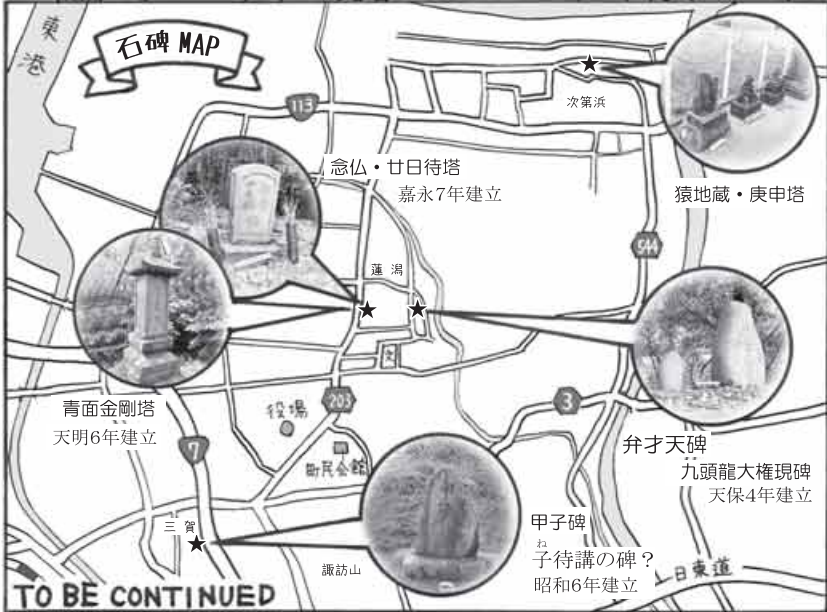 東港
石碑 MAP
113
次第浜
念仏・廿日待塔
嘉永7年建立
猿地蔵・庚申塔
544
蓮潟
文
青面金剛塔
天明6年建立
203
役場
3
7
町民会館
弁才天碑
九頭龍大権現碑
天保4年建立
甲子碑
ね
子待講の碑？
昭和6年建立
三賀
諏訪山
日東道
TO BE CONTINUED